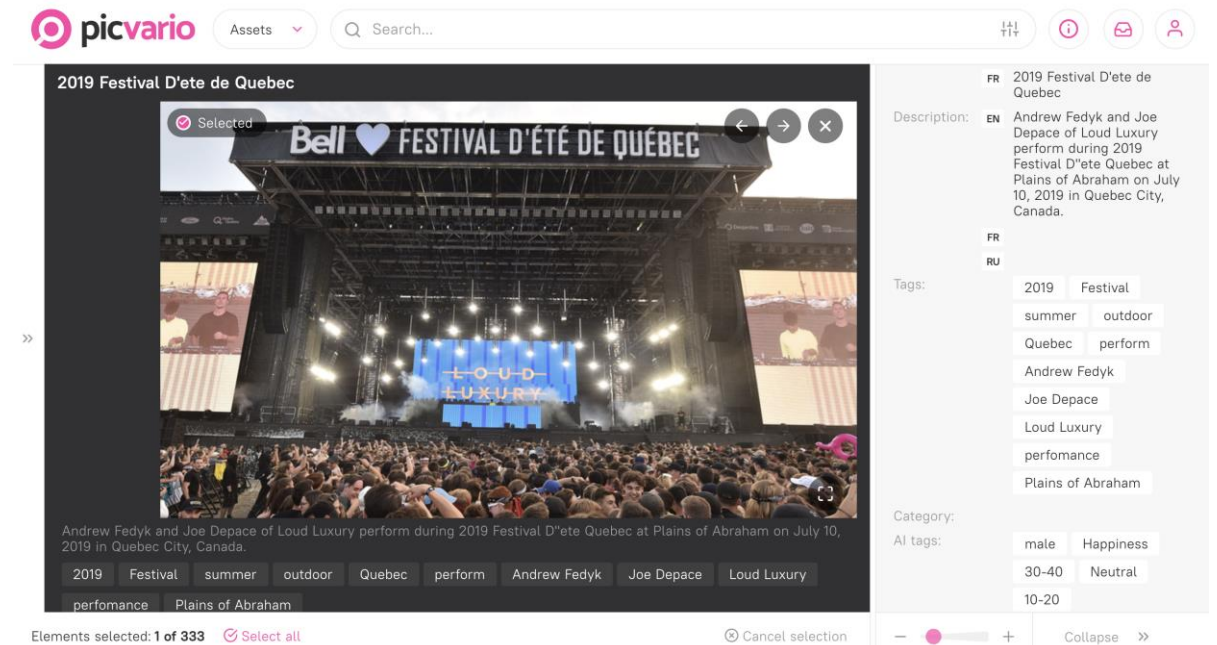 picvario
Assets
Search...
2019 Festival D'ete de Quebec
Selected
Bell FESTIVAL D'ÉTÉ DE QUÉBEC
LOUD
LUXURY
Andrew Fedyk and Joe Depace of Loud Luxury perform during 2019 Festival D"ete Quebec at Plains of Abraham on July 10,
2019 in Quebec City, Canada.
2019 Festival summer outdoor Quebec perform Andrew Fedyk Joe Depace Loud Luxury
perfomance Plains of Abraham
Elements selected: 1 of 333 Select all Cancel selection
FR 2019 Festival D'ete de
Quebec
Description: EN Andrew Fedyk and Joe
Depace of Loud Luxury
perform during 2019
Festival D"ete Quebec at
Plains of Abraham on July
10, 2019 in Quebec City,
Canada.
FR
RU
Tags: 2019 Festival
summer outdoor
Quebec perform
Andrew Fedyk
Joe Depace
Loud Luxury
perfomance
Plains of Abraham
Category:
AI tags: male Happiness
30-40 Neutral
10-20
Collapse